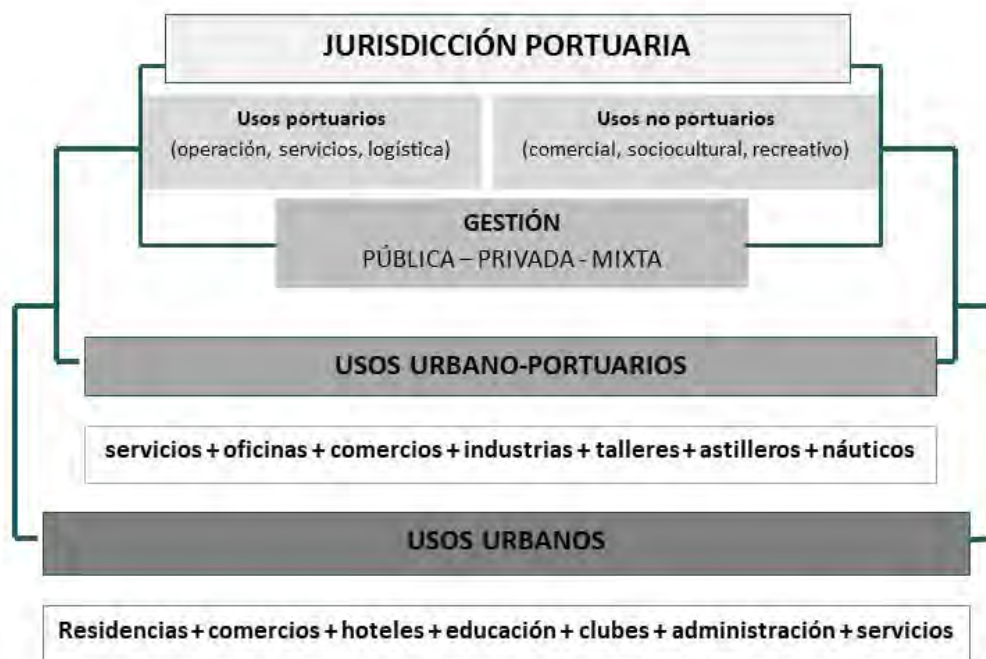 JURISDICCIÓN PORTUARIA
Usos portuarios
(operación, servicios, logística)
Usos no portuarios
(comercial, sociocultural, recreativo)
GESTIÓN
PÚBLICA – PRIVADA - MIXTA
USOS URBANO-PORTUARIOS
servicios + oficinas + comercios + industrias + talleres + astilleros + náuticos
USOS URBANOS
Residencias + comercios + hoteles + educación + clubes + administración + servicios